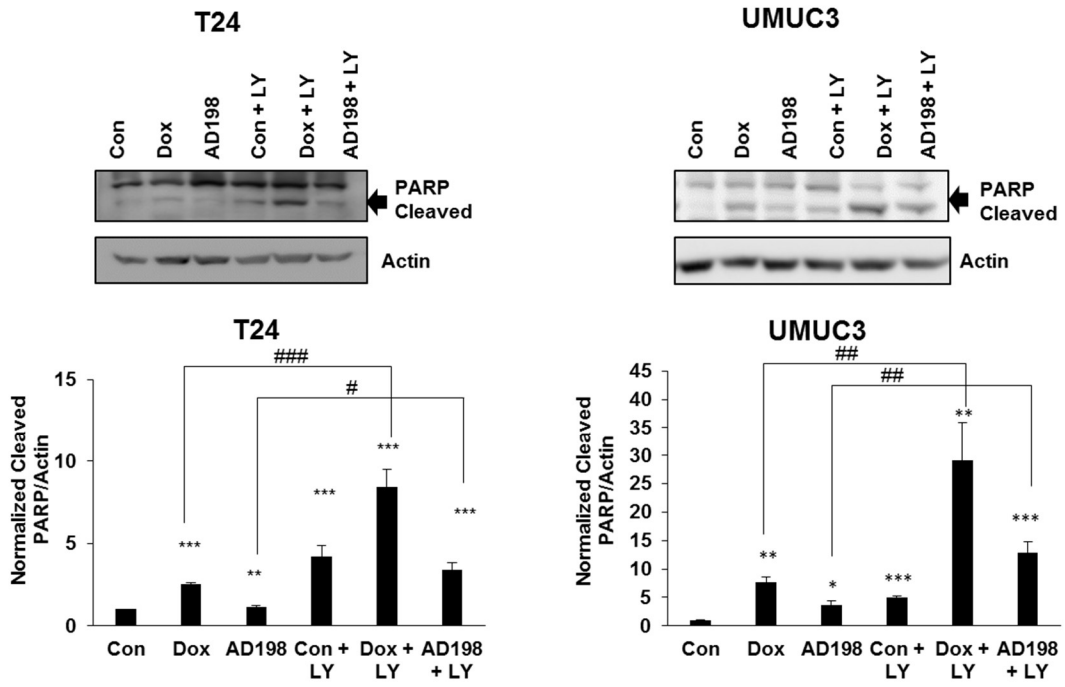 T24
UMUC3
Con
Dox
AD198
Con + LY
Dox + LY
AD198 + LY
Con
Dox
AD198
Con + LY
Dox + LY
AD198 + LY
PARP
Cleaved
PARP
Cleaved
Actin
Actin
T24
###
#
15
10
5
0
Normalized Cleaved
PARP/Actin
***
**
***
***
***
Con
Dox
AD198
Con +
LY
Dox +
LY
AD198
+ LY
UMUC3
##
##
45
40
35
30
25
20
15
10
5
0
Normalized Cleaved
PARP/Actin
**
*
***
**
***
Con
Dox
AD198
Con +
LY
Dox +
LY
AD198
+ LY